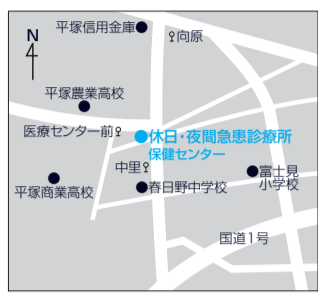 平塚信用金庫
向原
N
平塚農業高校
医療センター前
休日・夜間急患診療所
保健センター
中里
富士見
小学校
平塚商業高校
春日野中学校
国道1号